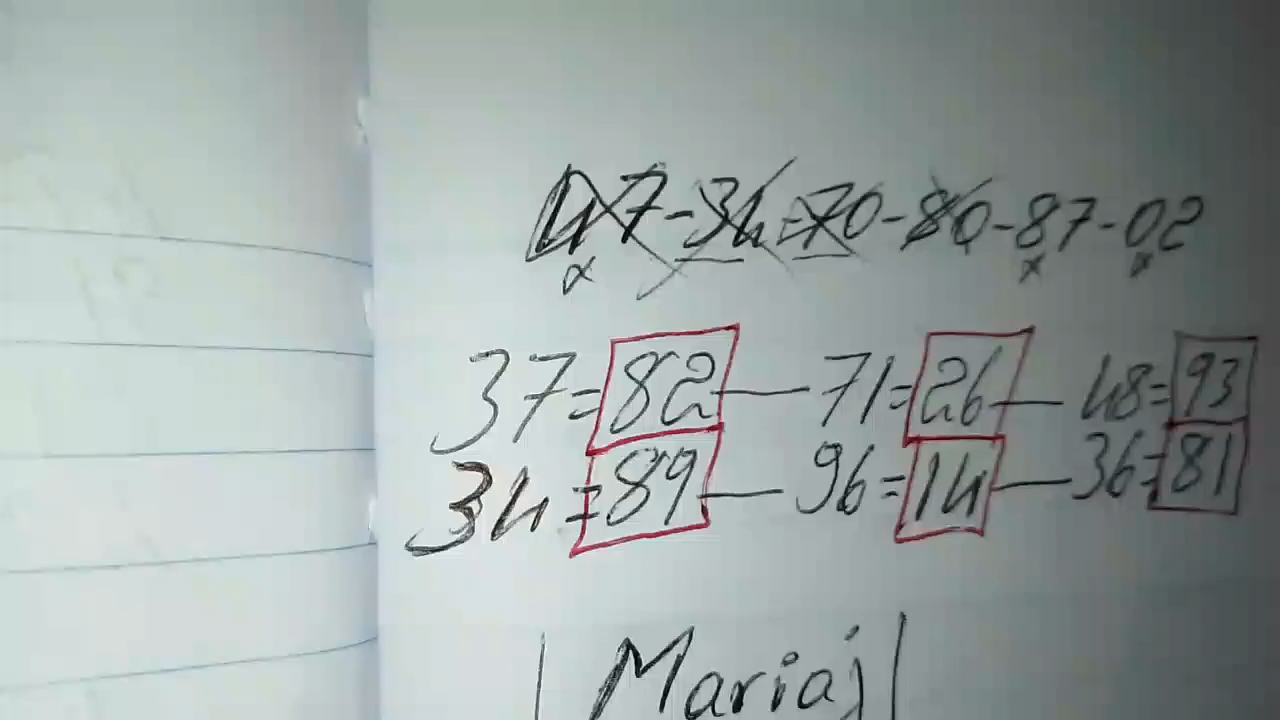 47-34-70-80-87-02
x x x
37=82—71=26—48=93
34=89—96=14—36=81
|Mariaj|